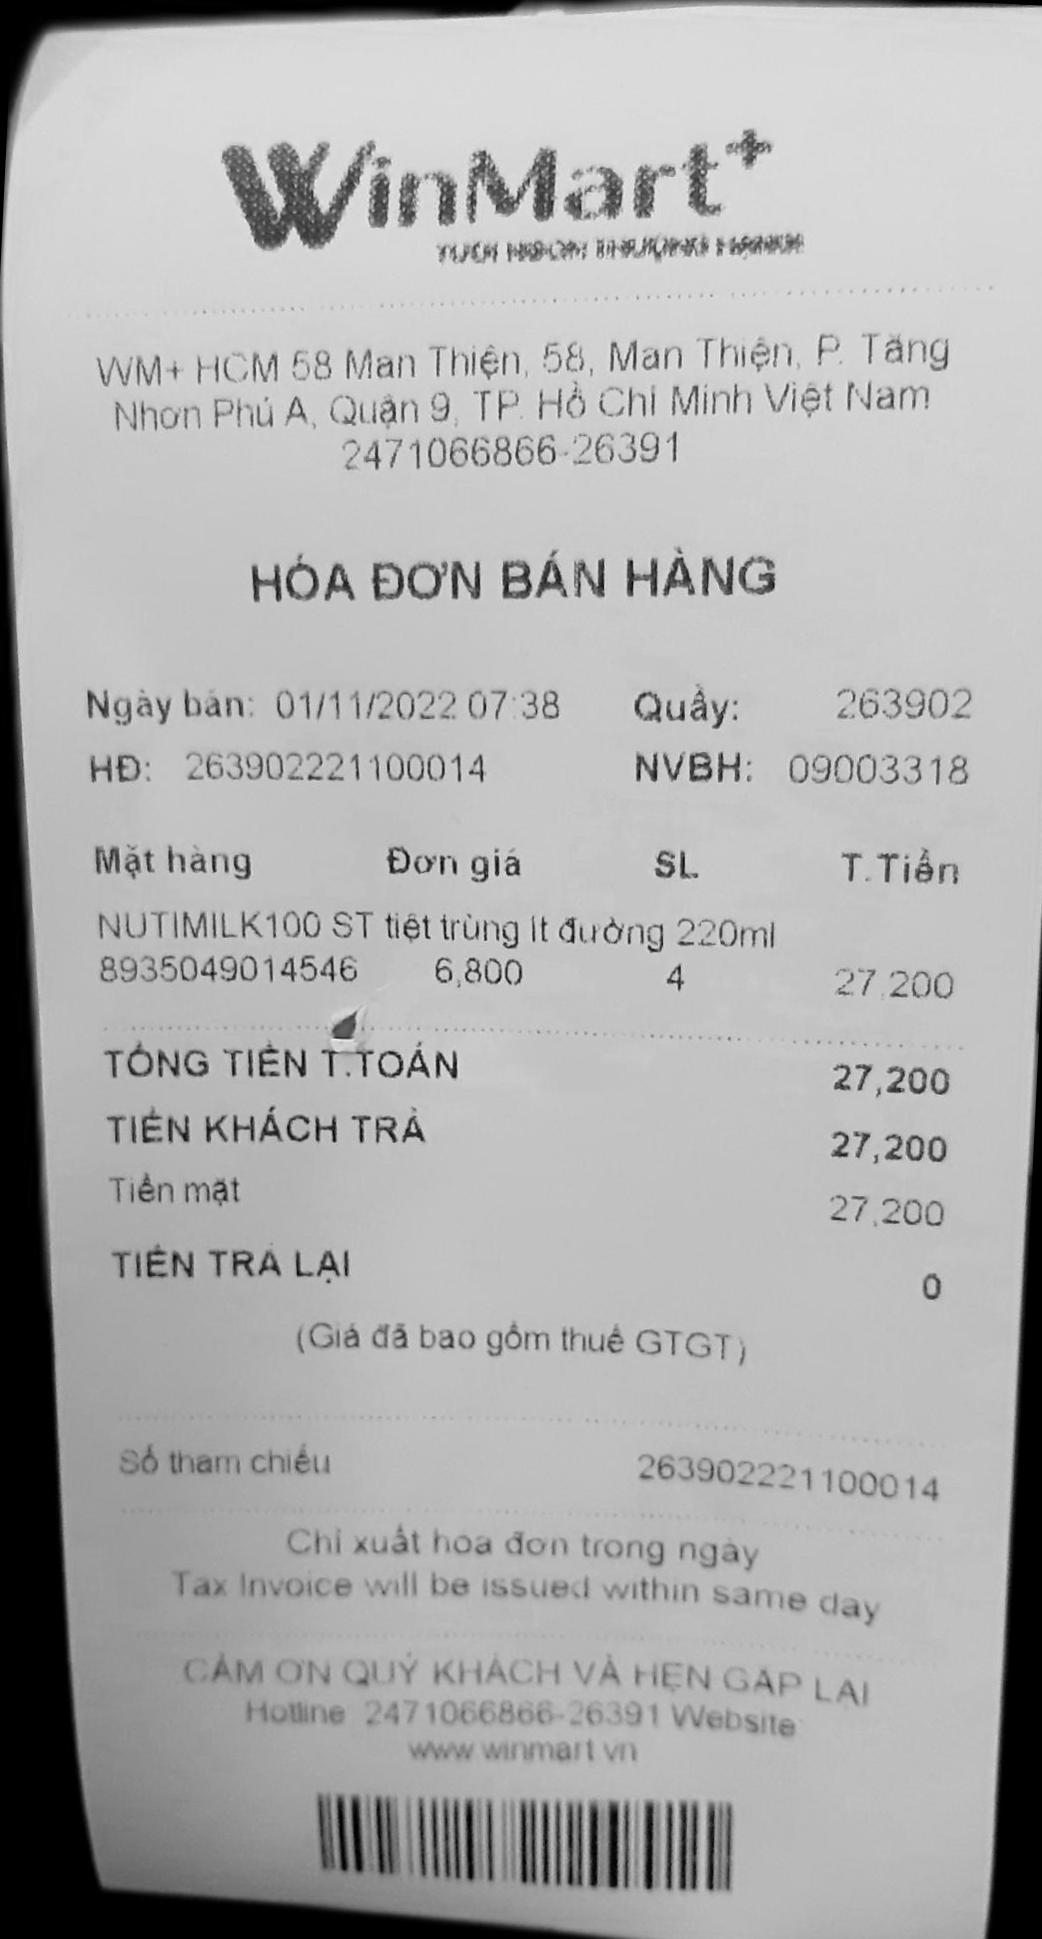 WinMart+
WM+ HCM 58 Man Thiện, 58, Man Thiện, P. Tăng
Nhơn Phú A, Quận 9, TP. Hồ Chí Minh Việt Nam
2471066866-26391
HÓA ĐƠN BÁN HÀNG
Ngày bán: 01/11/2022 07:38 Quầy: 263902
HĐ: 263902221100014 NVBH: 09003318
Mặt hàng Đơn giá SL T.Tiền
NUTIMILK100 ST tiệt trùng ít đường 220ml
8935049014546 6,800 4 27,200
TỔNG TIỀN T.TOÁN 27,200
TIỀN KHÁCH TRẢ 27,200
Tiền mặt 27,200
TIỀN TRẢ LẠI 0
(Giá đã bao gồm thuế GTGT)
Số tham chiếu 263902221100014
Chỉ xuất hóa đơn trong ngày
Tax Invoice will be issued within same day
CẢM ƠN QUÝ KHÁCH VÀ HẸN GẶP LẠI
Hotline 2471066866-26391 Website
www.winmart.vn